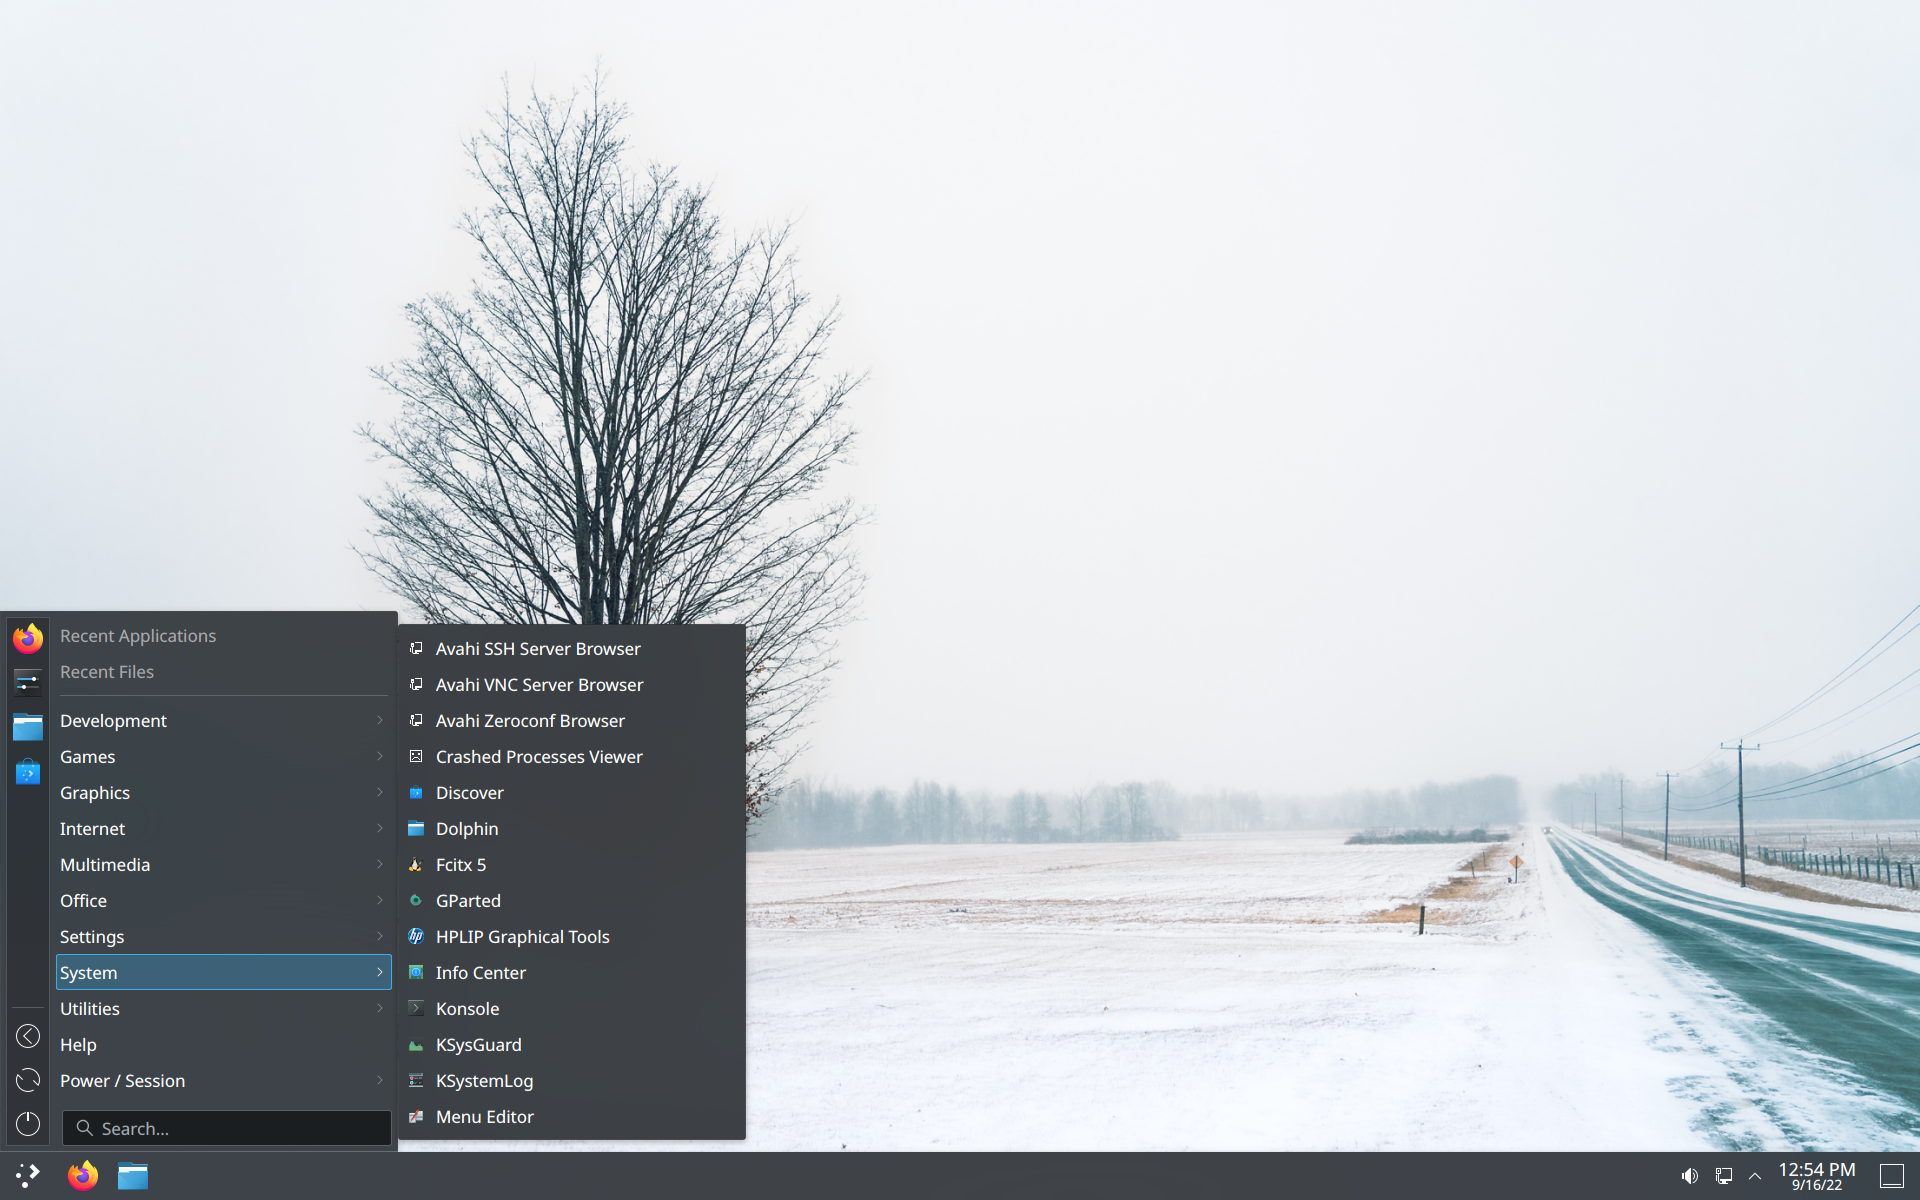 Recent Applications
Recent Files
Development
Games
Graphics
Internet
Multimedia
Office
Settings
System
Utilities
Help
Power / Session
Search...
Avahi SSH Server Browser
Avahi VNC Server Browser
Avahi Zeroconf Browser
Crashed Processes Viewer
Discover
Dolphin
Fcitx 5
GParted
hp HPLIP Graphical Tools
Info Center
Konsole
KSysGuard
KSystemLog
Menu Editor
12:54 PM
9/16/22